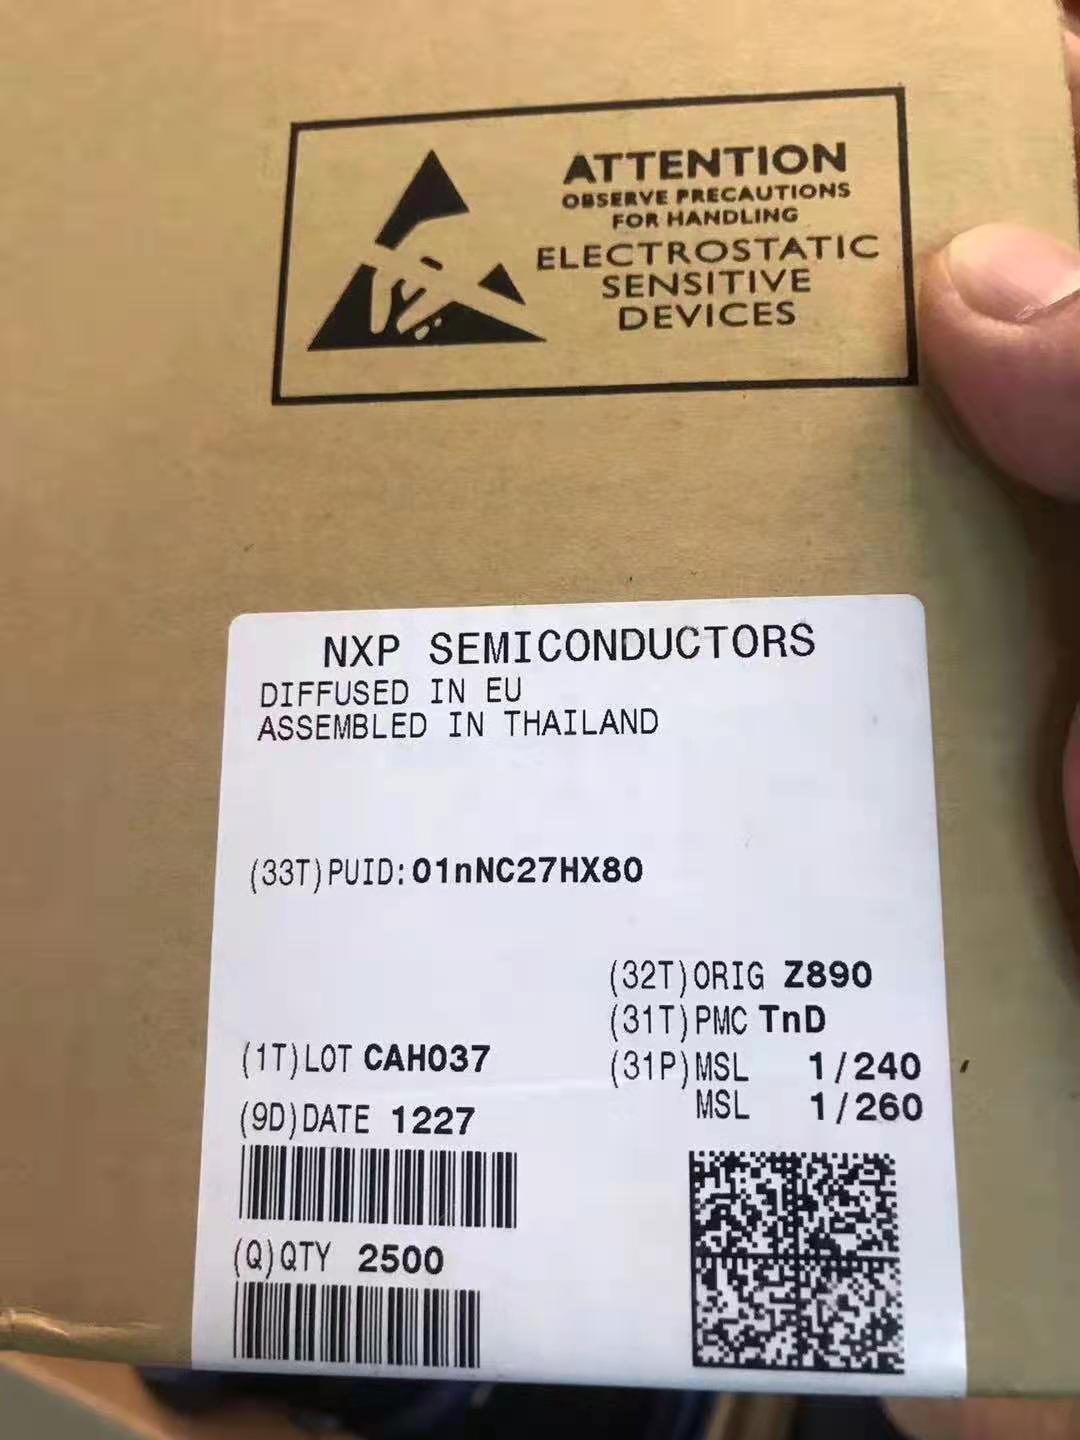 ATTENTION
OBSERVE PRECAUTIONS
FOR HANDLING
ELECTROSTATIC
SENSITIVE
DEVICES
NXP SEMICONDUCTORS
DIFFUSED IN EU
ASSEMBLED IN THAILAND
(33T)PUID:01nNC27HX80
(32T)ORIG Z890
(31T)PMC TnD
(1T)LOT CAH037
(31P)MSL 1/240
MSL 1/260
(9D)DATE 1227
(Q)QTY 2500